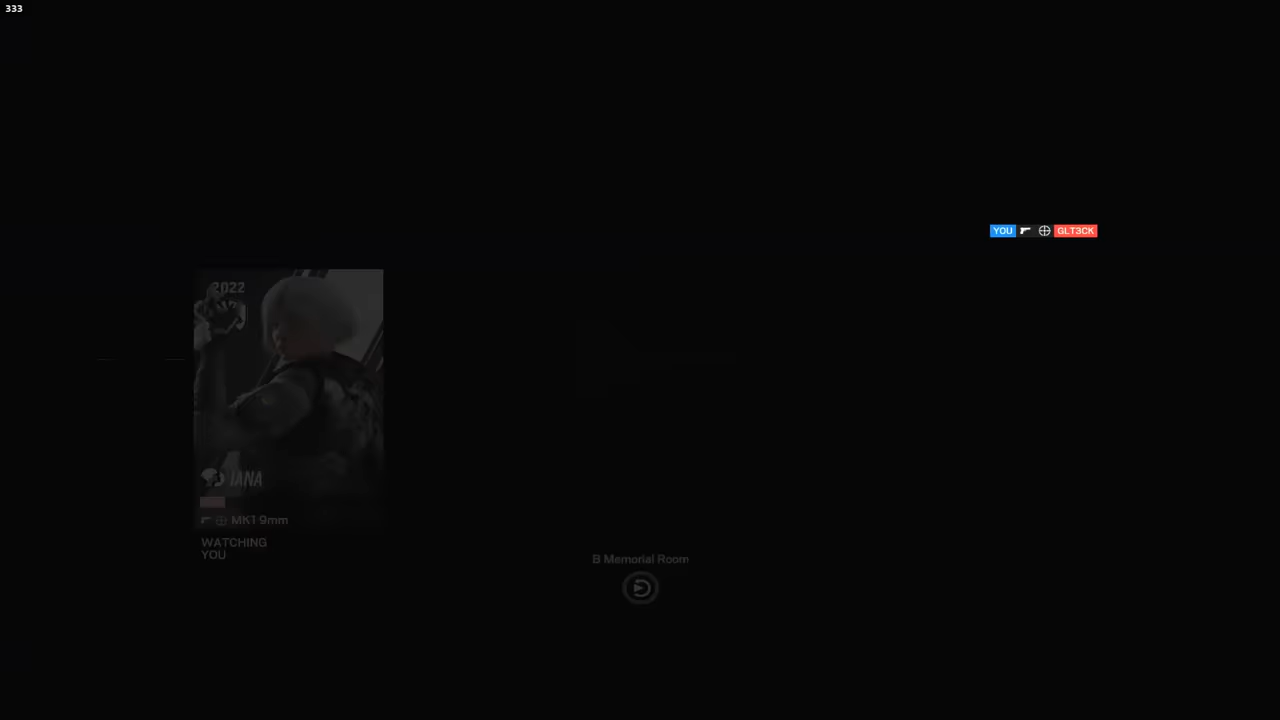 333
YOU GLT3CK
2022
IANA
MK1 9mm
WATCHING
YOU
B Memorial Room